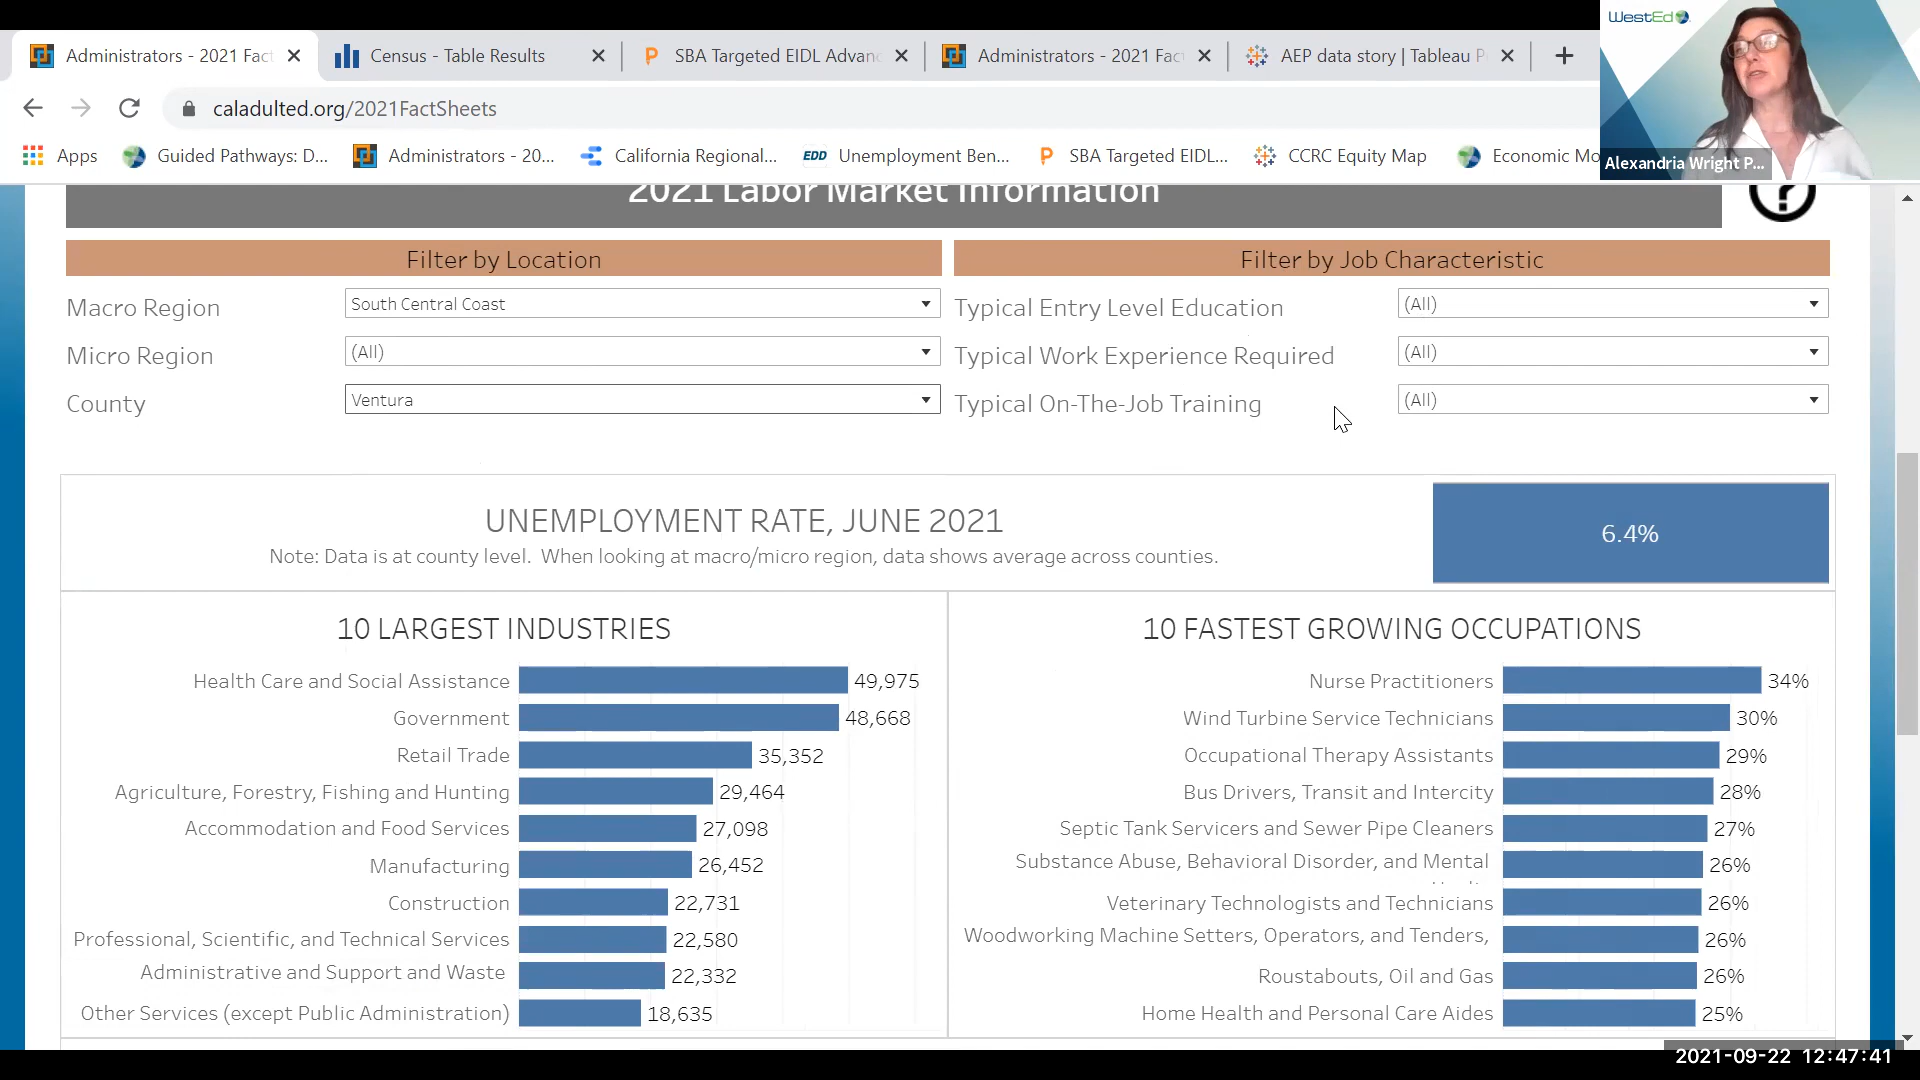 Administrators - 2021 Fact
Census - Table Results
SBA Targeted EIDL Advanc
Administrators - 2021 Fact
AEP data story | Tableau P
WestEd
caladulted.org/2021FactSheets
Apps
Guided Pathways: D...
Administrators - 20...
California Regional...
EDD Unemployment Ben...
SBA Targeted EIDL...
CCRC Equity Map
Economic Mo
Alexandria Wright P...
2021 Labor Market Information
?
Filter by Location
Filter by Job Characteristic
Macro Region
South Central Coast
Typical Entry Level Education
(All)
Micro Region
(All)
Typical Work Experience Required
(All)
County
Ventura
Typical On-The-Job Training
(All)
UNEMPLOYMENT RATE, JUNE 2021
Note: Data is at county level. When looking at macro/micro region, data shows average across counties.
6.4%
10 LARGEST INDUSTRIES
Health Care and Social Assistance 49,975
Government 48,668
Retail Trade 35,352
Agriculture, Forestry, Fishing and Hunting 29,464
Accommodation and Food Services 27,098
Manufacturing 26,452
Construction 22,731
Professional, Scientific, and Technical Services 22,580
Administrative and Support and Waste 22,332
Other Services (except Public Administration) 18,635
10 FASTEST GROWING OCCUPATIONS
Nurse Practitioners 34%
Wind Turbine Service Technicians 30%
Occupational Therapy Assistants 29%
Bus Drivers, Transit and Intercity 28%
Septic Tank Servicers and Sewer Pipe Cleaners 27%
Substance Abuse, Behavioral Disorder, and Mental 26%
Veterinary Technologists and Technicians 26%
Woodworking Machine Setters, Operators, and Tenders, 26%
Roustabouts, Oil and Gas 26%
Home Health and Personal Care Aides 25%
2021-09-22 12:47:41